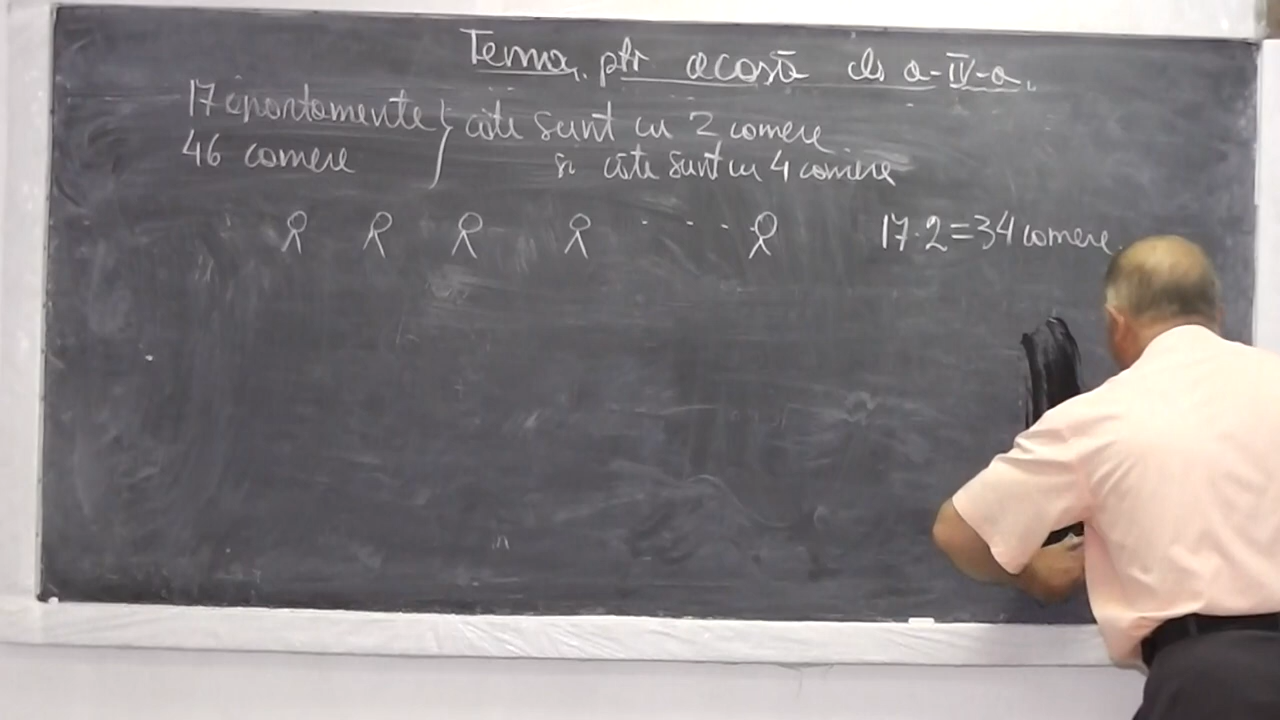 Tema ptr acasă cls a-IV-a.
17 apartamente } câte sunt cu 2 camere
46 camere și câte sunt cu 4 camere
17·2=34 camere